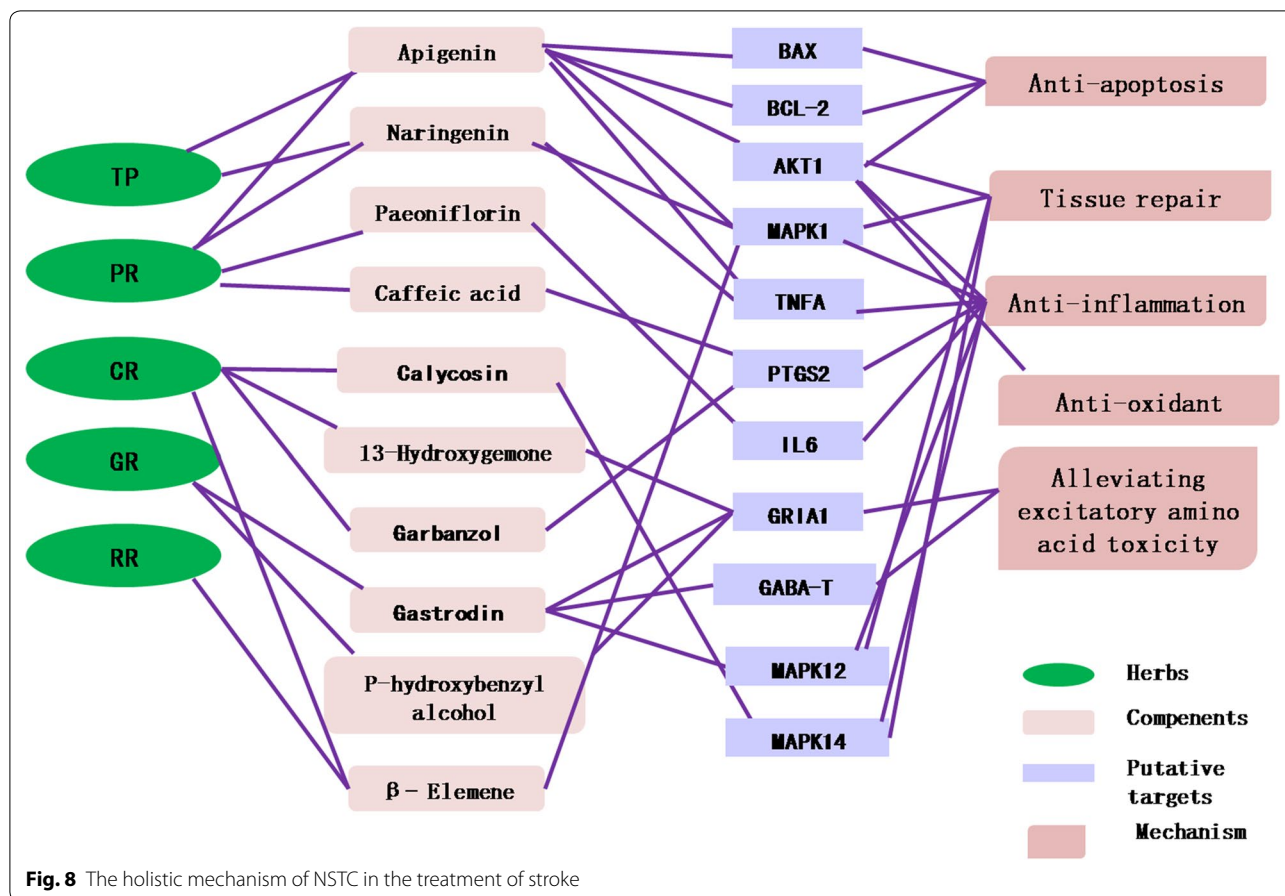 TP
PR
CR
GR
RR
Apigenin
Naringenin
Paeoniflorin
Caffeic acid
Calycosin
13-Hydroxygemone
Garbanzol
Gastrodin
P-hydroxybenzyl
alcohol
β- Elemene
BAX
BCL-2
AKT1
MAPK1
TNFA
PTGS2
IL6
GRIA1
GABA-T
MAPK12
MAPK14
Anti-apoptosis
Tissue repair
Anti-inflammation
Anti-oxidant
Alleviating
excitatory amino
acid toxicity
Herbs
Compenents
Putative
targets
Mechanism
Fig. 8 The holistic mechanism of NSTC in the treatment of stroke